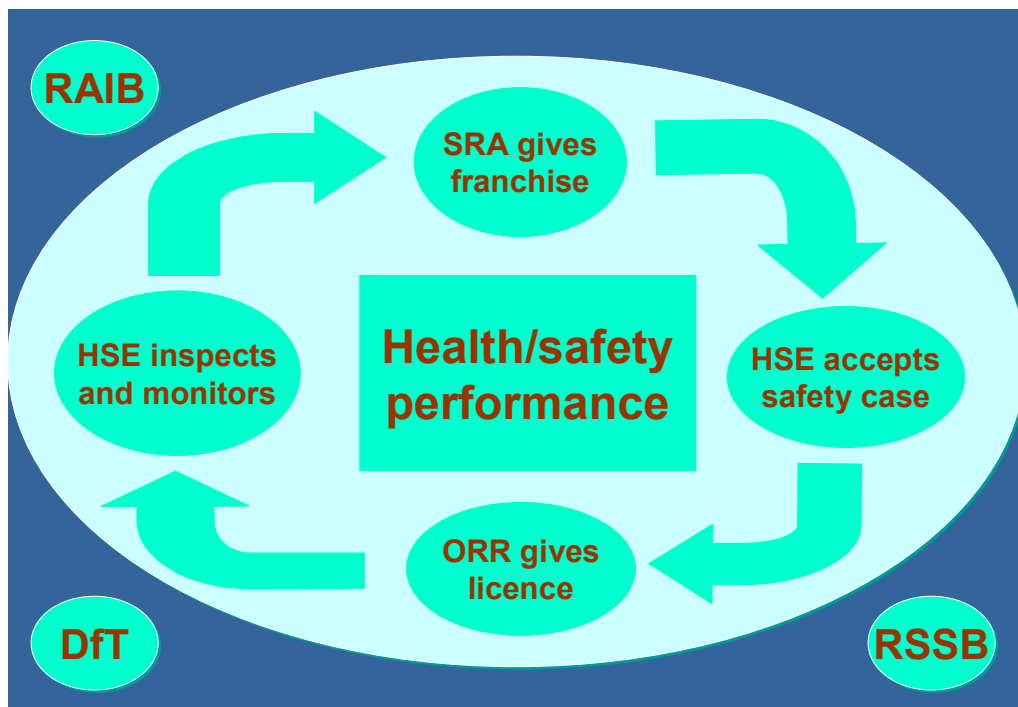 RAIB
SRA gives
franchise
HSE inspects
and monitors
Health/safety
performance
HSE accepts
safety case
ORR gives
licence
DfT
RSSB